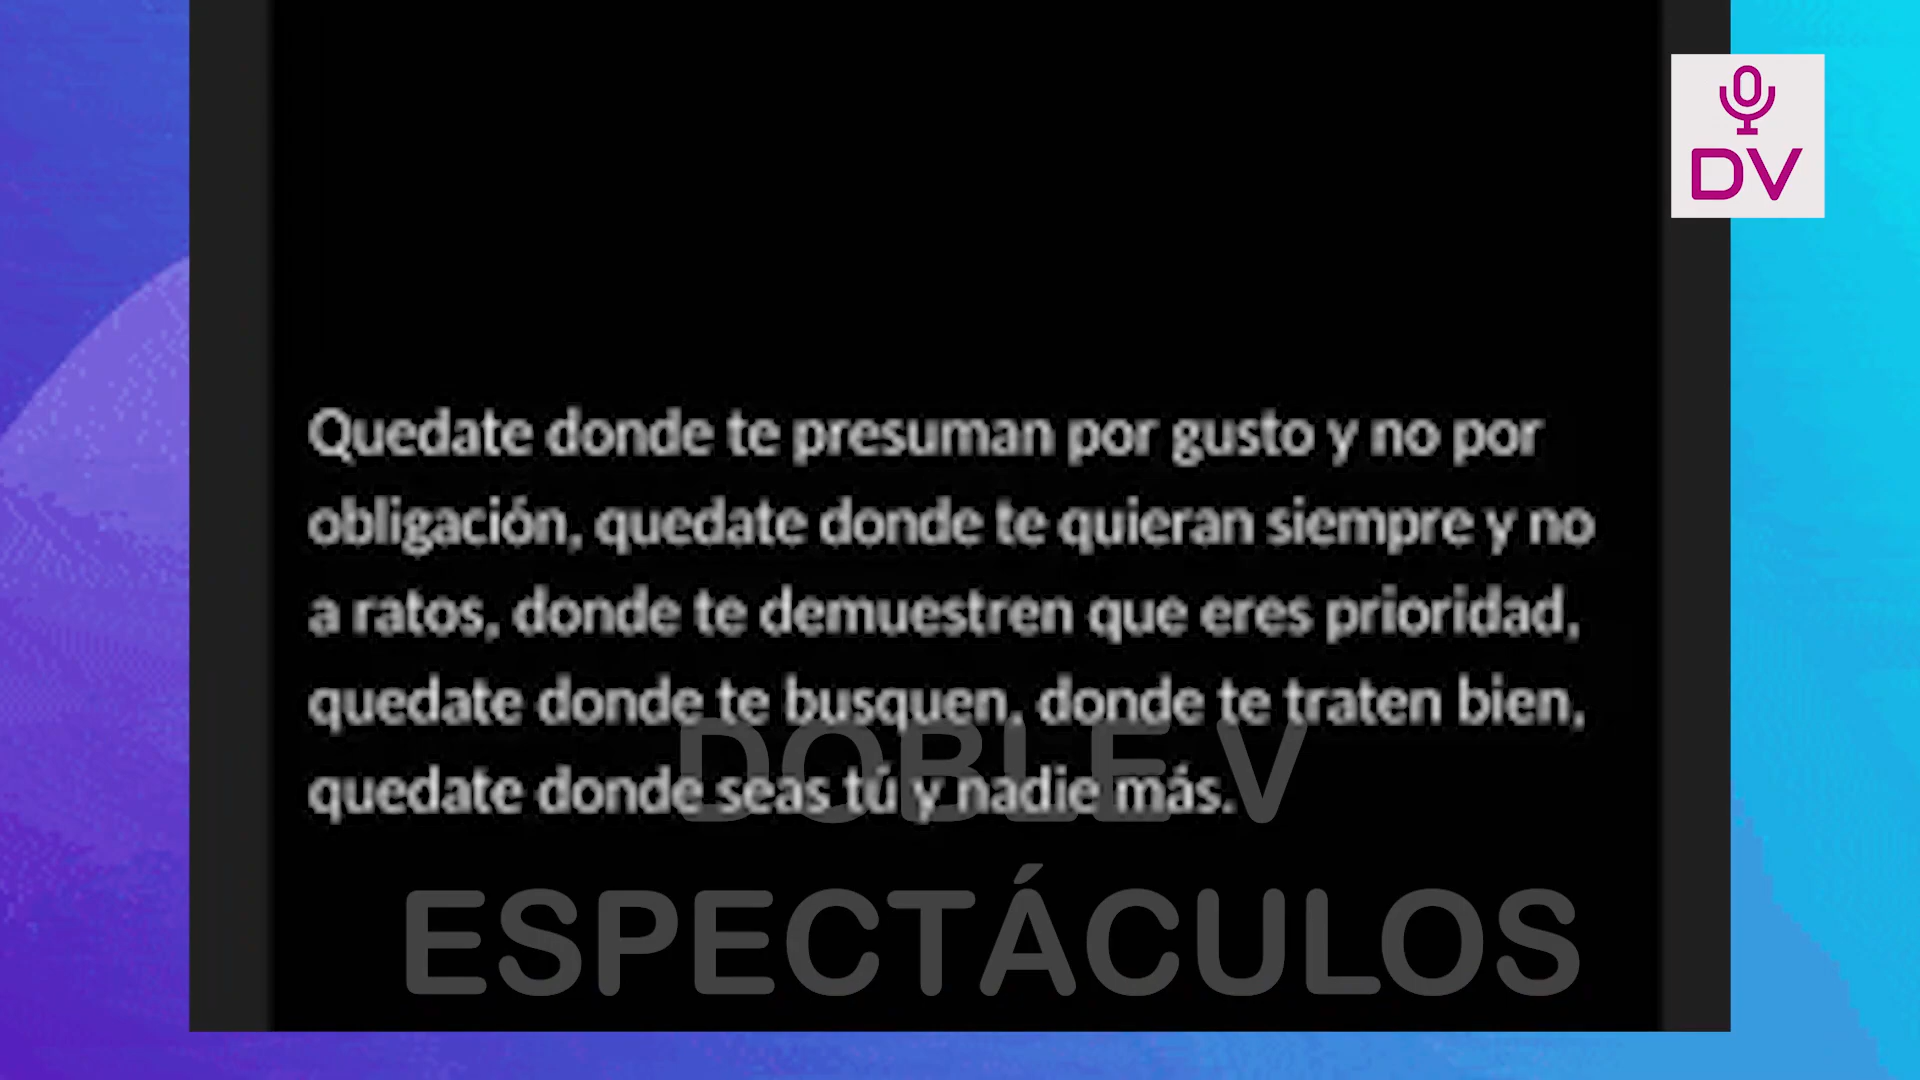 DV
Quedate donde te presuman por gusto y no por
obligación, quedate donde te quieran siempre y no
a ratos, donde te demuestren que eres prioridad,
quedate donde te busquen, donde te traten bien,
quedate donde seas tú y nadie más.
DOBLE V
ESPECTÁCULOS